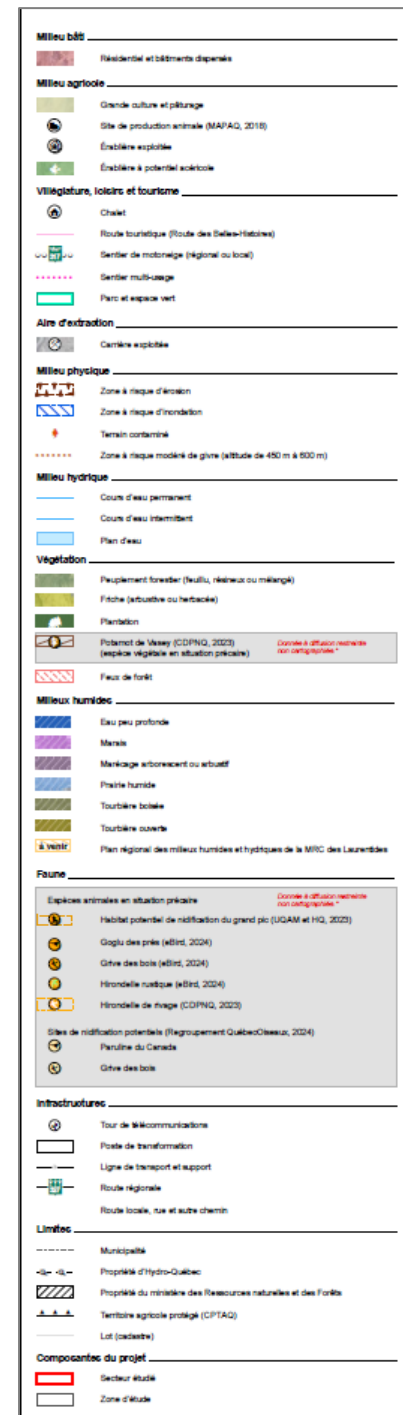 Milieu bâti
Résidentiel et bâtiments dispersés
Milieu agricole
Grande culture et pâturage
Site de production animale (MAPAQ, 2018)
Érablière exploitée
Érablière à potentiel acéricole
Villégiature, loisirs et tourisme
Chalet
Route touristique (Route des Belles-Histoires)
Sentier de motoneige (régional ou local)
Sentier multi-usage
Parc et espace vert
Aire d'extraction
Carrière exploitée
Milieu physique
Zone à risque d'érosion
Zone à risque d'inondation
Terrain contaminé
Zone à risque modéré de givre (altitude de 450 m à 600 m)
Milieu hydrique
Cours d'eau permanent
Cours d'eau intermittent
Plan d'eau
Végétation
Peuplement forestier (feuillu, résineux ou mélangé)
Friche (arbustive ou herbacée)
Plantation
Potamot de Vasey (CDPNQ, 2023) Donnée à diffusion restreinte
(espèce végétale en situation précaire) non cartographiée *
Feux de forêt
Milieux humides
Eau peu profonde
Marais
Marécage arborescent ou arbustif
Prairie humide
Tourbière boisée
Tourbière ouverte
à venir Plan régional des milieux humides et hydriques de la MRC des Laurentides
Faune
Espèces animales en situation précaire Donnée à diffusion restreinte
non cartographiée *
Habitat potentiel de nidification du grand pic (UQAM et HQ, 2023)
Goglu des prés (eBird, 2024)
Grive des bois (eBird, 2024)
Hirondelle rustique (eBird, 2024)
Hirondelle de rivage (CDPNQ, 2023)
Sites de nidification potentiels (Regroupement QuébecOiseaux, 2024)
Paruline du Canada
Grive des bois
Infrastructures
Tour de télécommunications
Poste de transformation
Ligne de transport et support
Route régionale
Route locale, rue et autre chemin
Limites
Municipalité
Propriété d'Hydro-Québec
Propriété du ministère des Ressources naturelles et des Forêts
Territoire agricole protégé (CPTAQ)
Lot (cadastre)
Composantes du projet
Secteur étudié
Zone d'étude